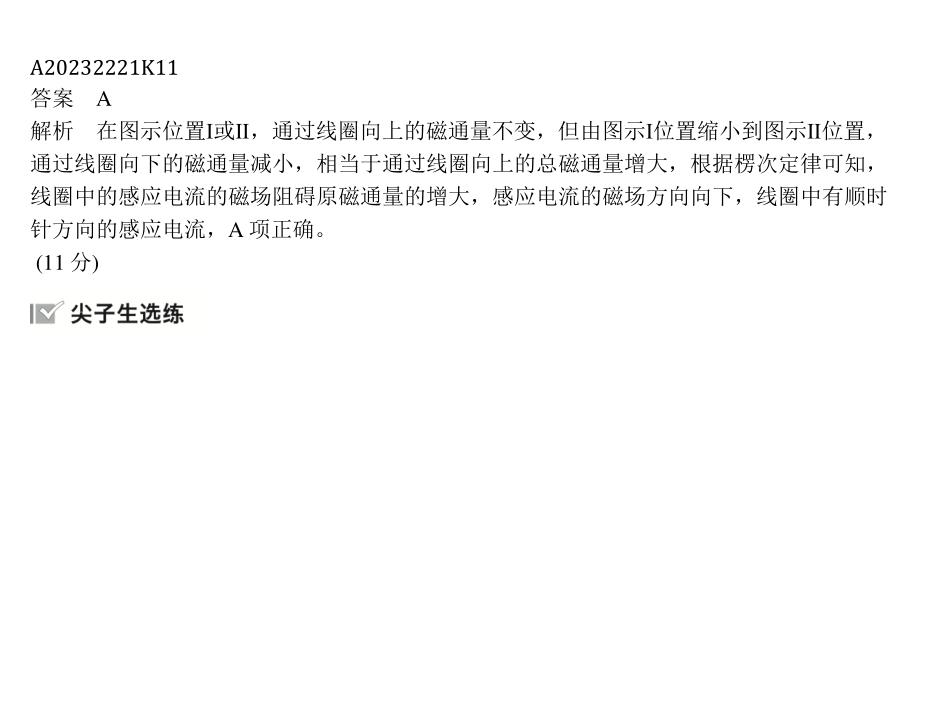 A20232221K11
答案 A
解析 在图示位置Ⅰ或Ⅱ，通过线圈向上的磁通量不变，但由图示Ⅰ位置缩小到图示Ⅱ位置，
通过线圈向下的磁通量减小，相当于通过线圈向上的总磁通量增大，根据楞次定律可知，
线圈中的感应电流的磁场阻碍原磁通量的增大，感应电流的磁场方向向下，线圈中有顺时
针方向的感应电流，A 项正确。
(11 分)
尖子生选练